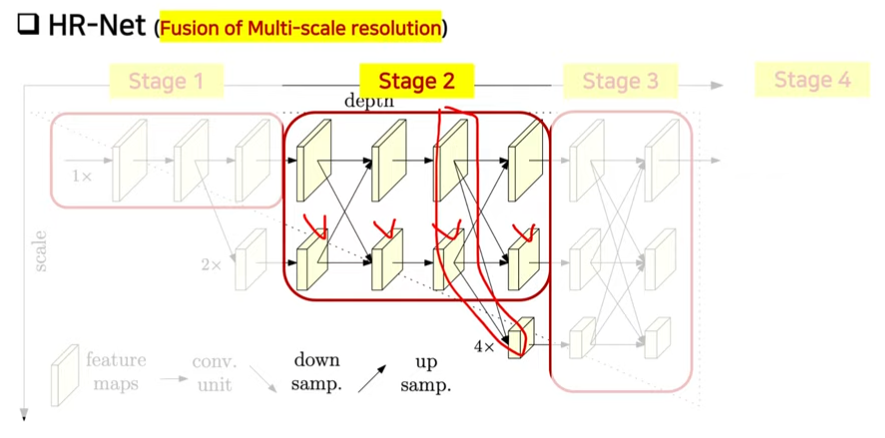 ❑ HR-Net (Fusion of Multi-scale resolution)
Stage 1
Stage 2
Stage 3
Stage 4
depth
scale
1×
2×
4×
feature
maps
conv.
unit
down
samp.
up
samp.